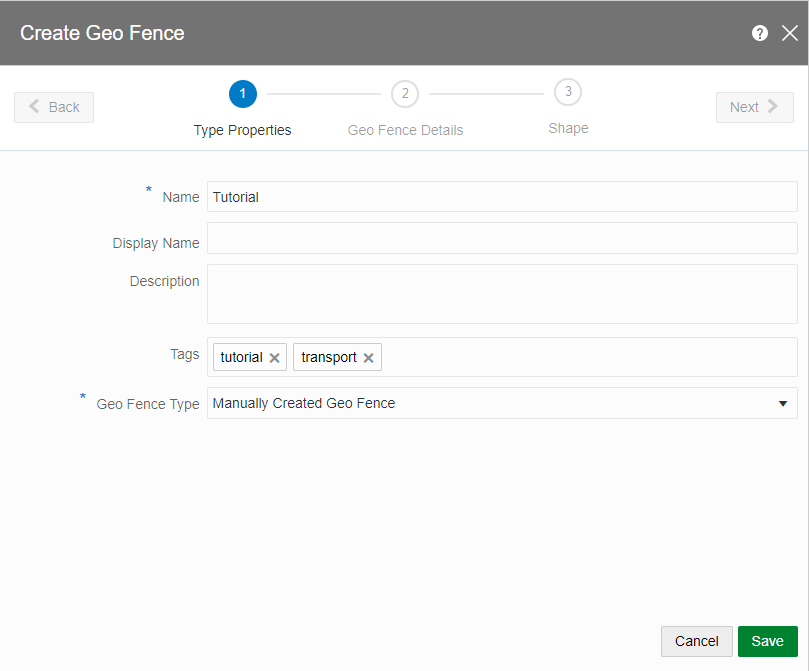 Create Geo Fence ?
Back 1 2 3 Next
Type Properties Geo Fence Details Shape
* Name Tutorial
Display Name
Description
Tags tutorial transport
* Geo Fence Type Manually Created Geo Fence
Cancel Save